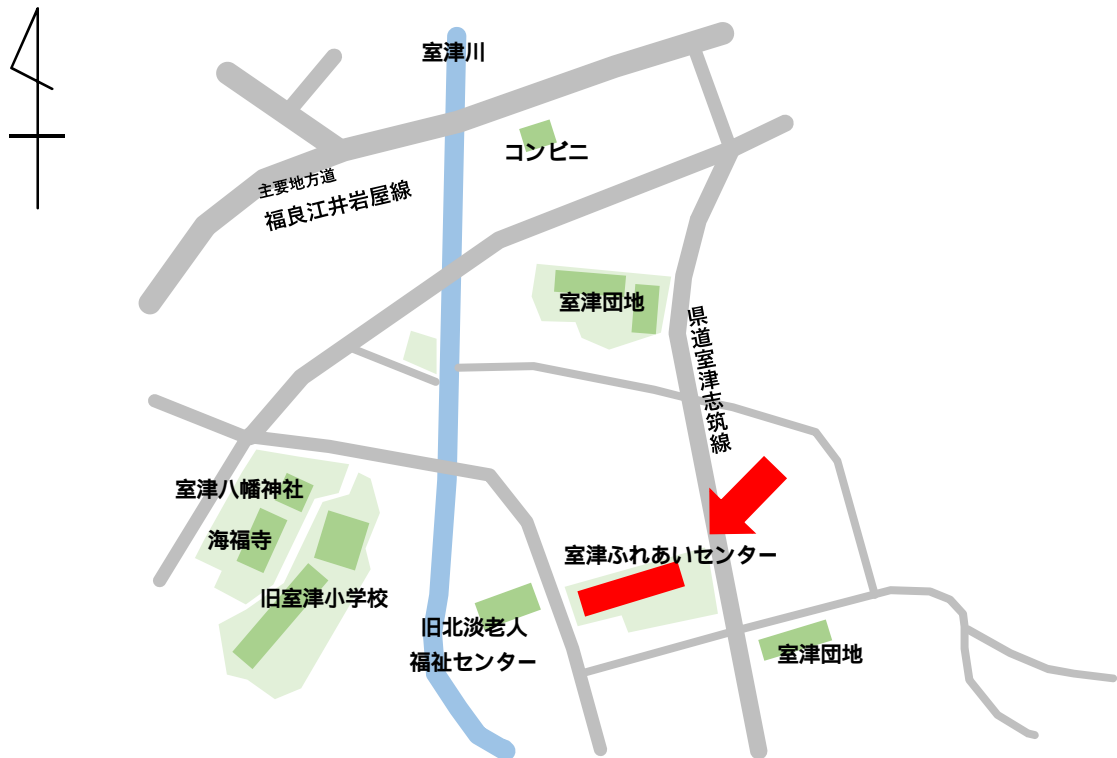 室津川
コンビニ
主要地方道
福良江井岩屋線
室津団地
県道室津志筑線
室津八幡神社
海福寺
室津ふれあいセンター
旧室津小学校
旧北淡老人
福祉センター
室津団地